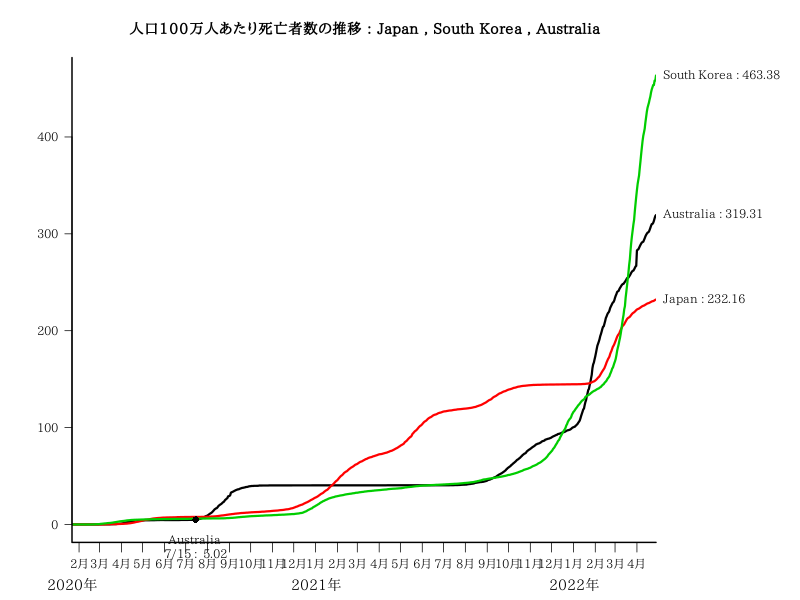 人口100万人あたり死亡者数の推移 : Japan , South Korea , Australia
South Korea : 463.38
400
300
Australia : 319.31
Japan : 232.16
200
100
0
Australia
7/15 : 5.02
2月 3月 4月 5月 6月 7月 8月 9月 10月 11月 12月 1月 2月 3月 4月 5月 6月 7月 8月 9月 10月 11月 12月 1月 2月 3月 4月
2020年 2021年 2022年